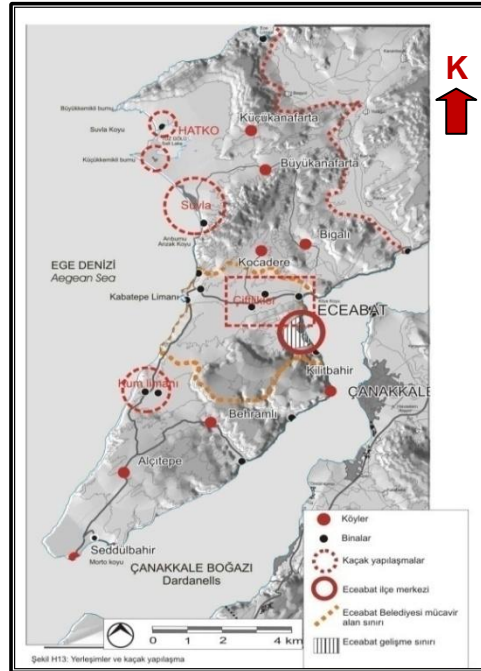 K
Büyükkemikli burnu
Suvla Koyu
HATKO
Küçükkemikli burnu
Küçükanafarta
Büyükanafarta
Suvla
Arıburnu
Anzak Koyu
Bigalı
Kocadere
EGE DENİZİ
Aegean Sea
Kabatepe Limanı
Çiftlikler
ECEABAT
Kilitbahir
ÇANAKKALE
Kum limanı
Behramlı
Alçıtepe
Seddülbahir
Morto koyu
ÇANAKKALE BOĞAZI
Dardanells
0 1 2 4 km
Köyler
Binalar
Kaçak yapılaşmalar
Eceabat ilçe merkezi
Eceabat Belediyesi mücavir
alan sınırı
Eceabat gelişme sınırı
Şekil H13: Yerleşimler ve kaçak yapılaşma